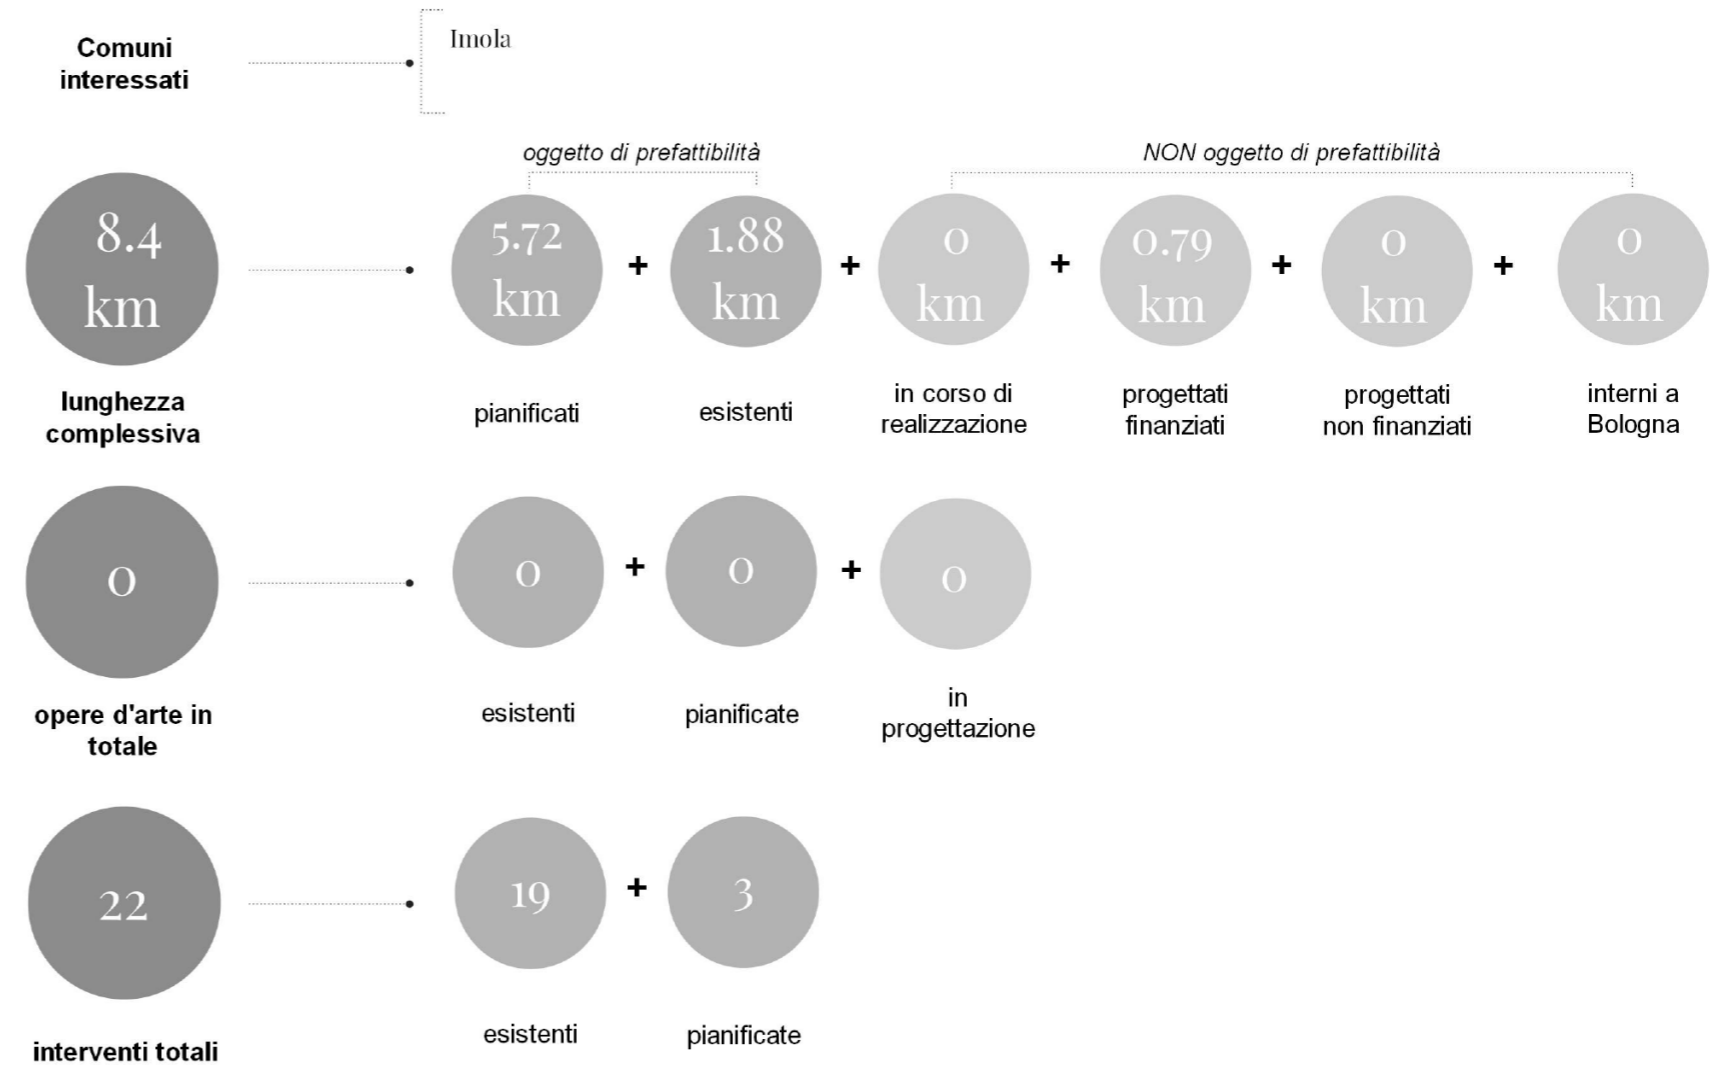 Comuni
interessati
Imola
oggetto di prefattibilità
NON oggetto di prefattibilità
8.4
km
5.72
km
+
1.88
km
+
0
km
+
0.79
km
+
0
km
+
0
km
lunghezza
complessiva
pianificati
esistenti
in corso di
realizzazione
progettati
finanziati
progettati
non finanziati
interni a
Bologna
0
0
+
0
+
0
opere d'arte in
totale
esistenti
pianificate
in
progettazione
22
19
+
3
interventi totali
esistenti
pianificate